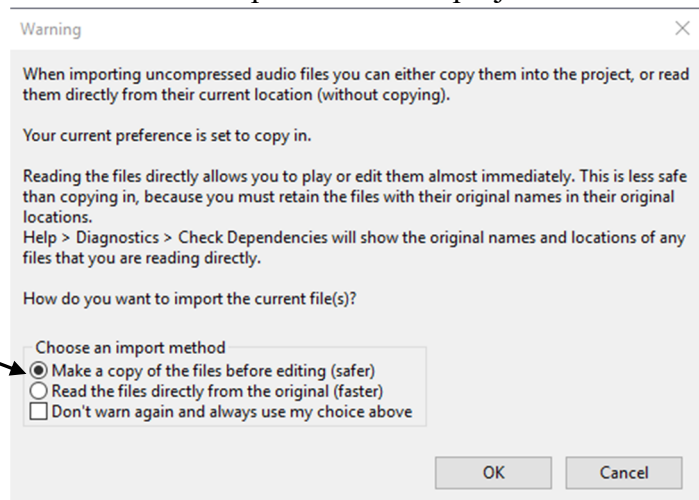 Warning
When importing uncompressed audio files you can either copy them into the project, or read
them directly from their current location (without copying).
Your current preference is set to copy in.
Reading the files directly allows you to play or edit them almost immediately. This is less safe
than copying in, because you must retain the files with their original names in their original
locations.
Help > Diagnostics > Check Dependencies will show the original names and locations of any
files that you are reading directly.
How do you want to import the current file(s)?
Choose an import method
Make a copy of the files before editing (safer)
Read the files directly from the original (faster)
Don't warn again and always use my choice above
OK Cancel